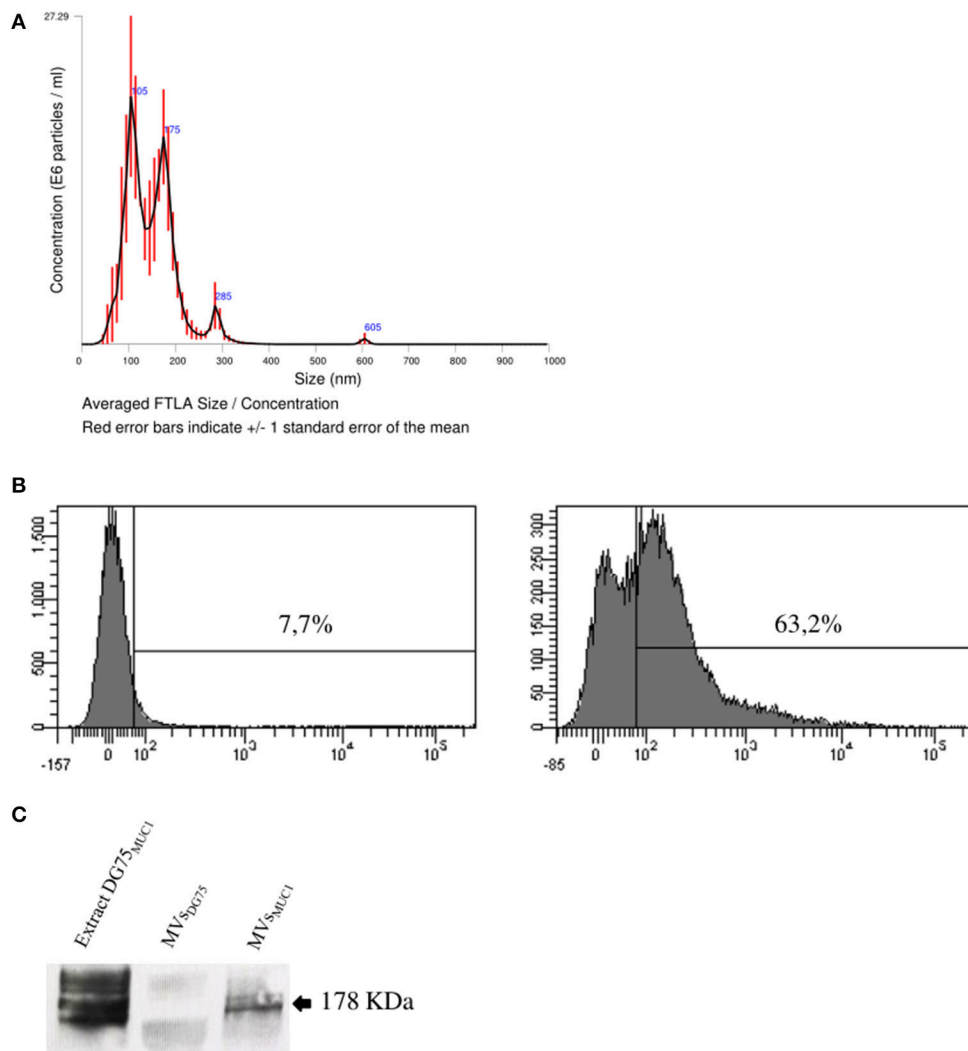 A
27.29
Concentration (E6 particles / ml)
105
175
285
605
0 100 200 300 400 500 600 700 800 900 1000
Size (nm)
Averaged FTLA Size / Concentration
Red error bars indicate +/- 1 standard error of the mean
B
1,500
1,000
500
0
7,7%
-157 0 10² 10³ 10⁴ 10⁵
300
250
200
150
100
50
0
63,2%
-85 0 10² 10³ 10⁴ 10⁵
C
Extract DG75MUC1
MVsDG75
MVsMUC1
178 KDa